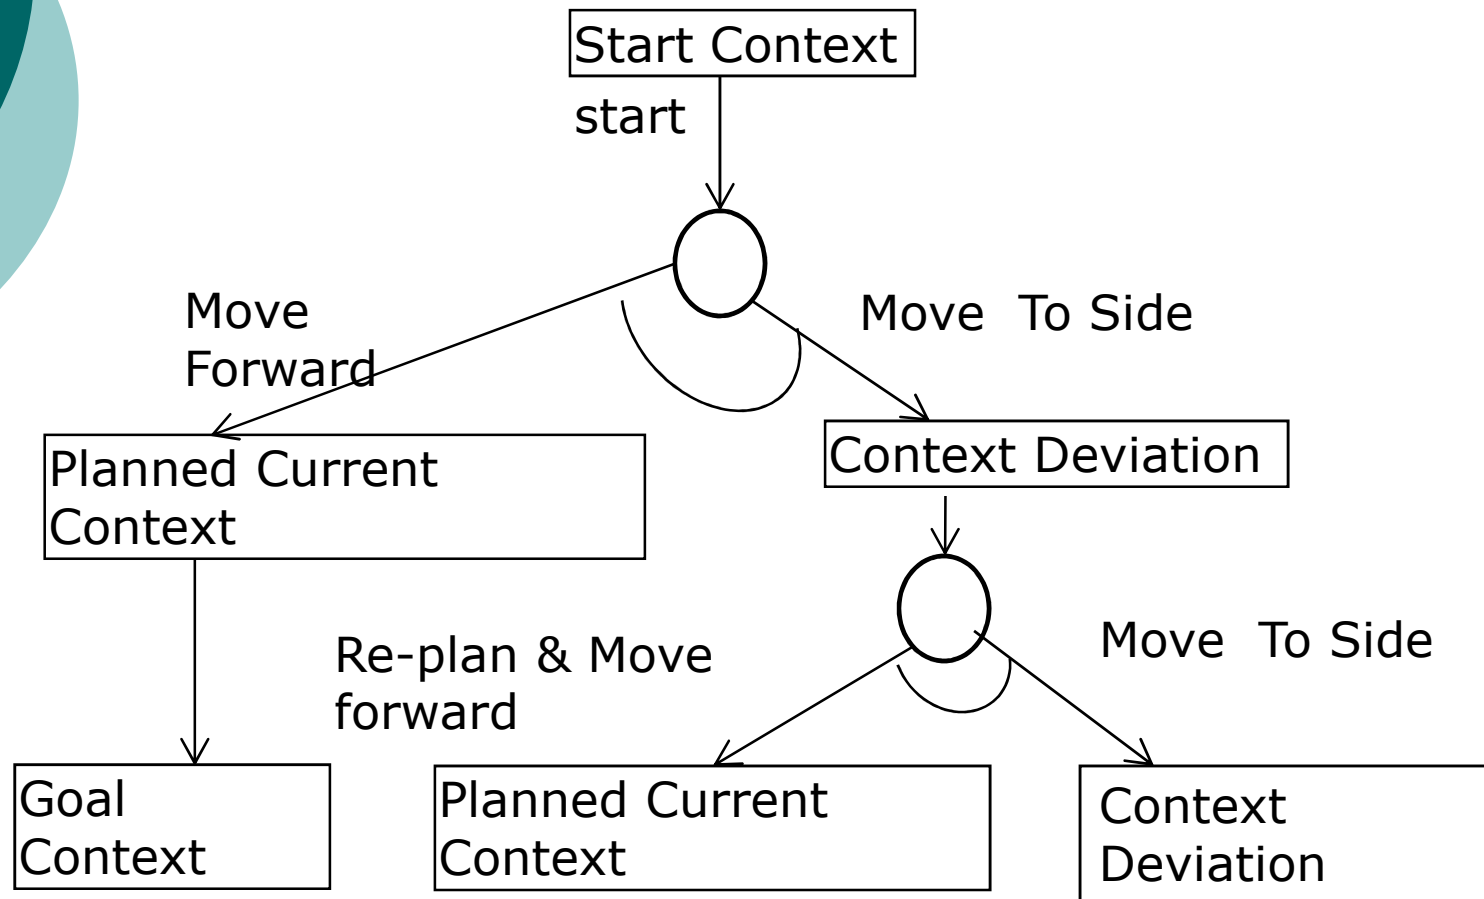 Start Context
start
Move
Forward
Move  To Side
Planned Current
Context
Context Deviation
Re-plan & Move
forward
Move  To Side
Goal
Context
Planned Current
Context
Context
Deviation